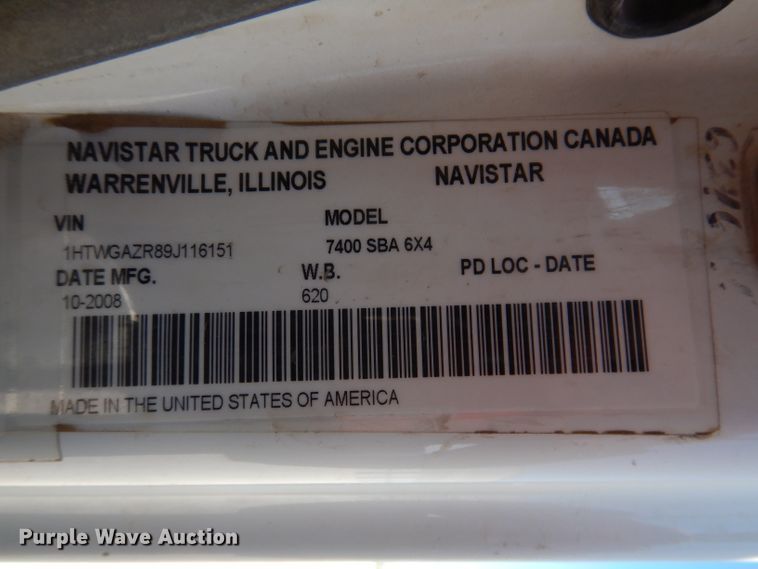 NAVISTAR TRUCK AND ENGINE CORPORATION CANADA
WARRENVILLE, ILLINOIS NAVISTAR
VIN MODEL
1HTWGAZR89J116151 7400 SBA 6X4
DATE MFG. W.B. PD LOC - DATE
10-2008 620
MADE IN THE UNITED STATES OF AMERICA
Purple Wave Auction